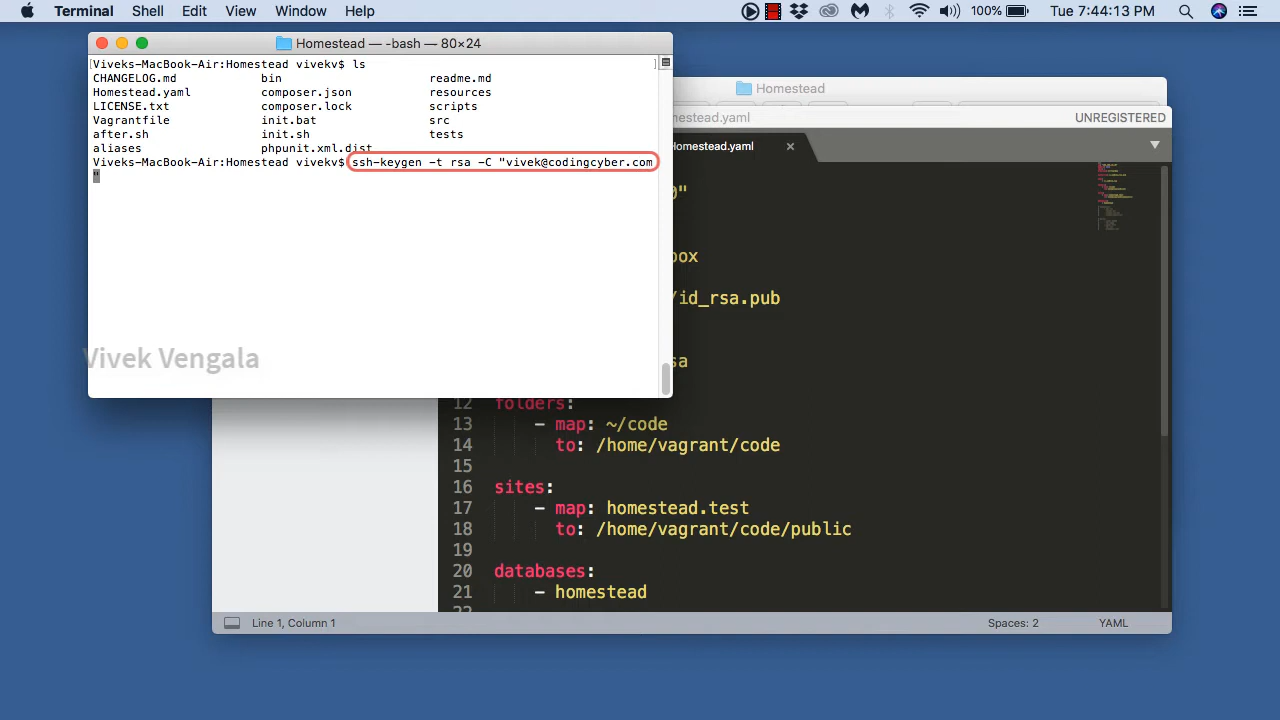 Terminal Shell Edit View Window Help 100% Tue 7:44:13 PM
Homestead — -bash — 80×24
[Viveks-MacBook-Air:Homestead vivekv$ ls ]
CHANGELOG.md bin readme.md
Homestead.yaml composer.json resources
LICENSE.txt composer.lock scripts
Vagrantfile init.bat src
after.sh init.sh tests
aliases phpunit.xml.dist
Viveks-MacBook-Air:Homestead vivekv$ ssh-keygen -t rsa -C "vivek@codingcyber.com
"
Vivek Vengala
Homestead
mestead.yaml UNREGISTERED
Homestead.yaml ×
0"
box
/id_rsa.pub
sa
12 folders:
13 - map: ~/code
14 to: /home/vagrant/code
15
16 sites:
17 - map: homestead.test
18 to: /home/vagrant/code/public
19
20 databases:
21 - homestead
22
Line 1, Column 1 Spaces: 2 YAML